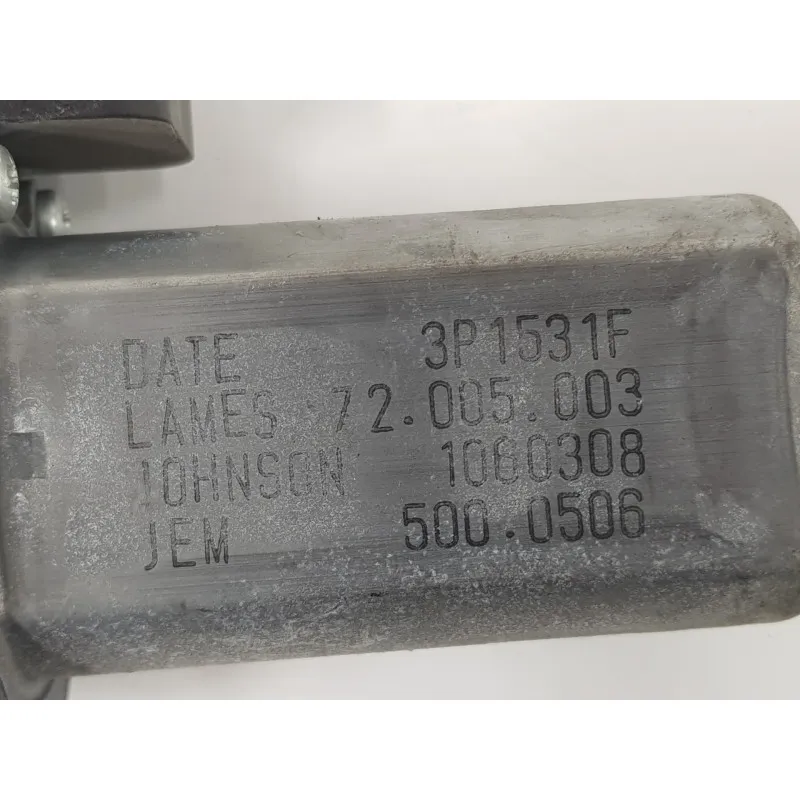 DATE 3P1531F
LAMES 72.005.003
JOHNSON 1060308
JEM 500.0506